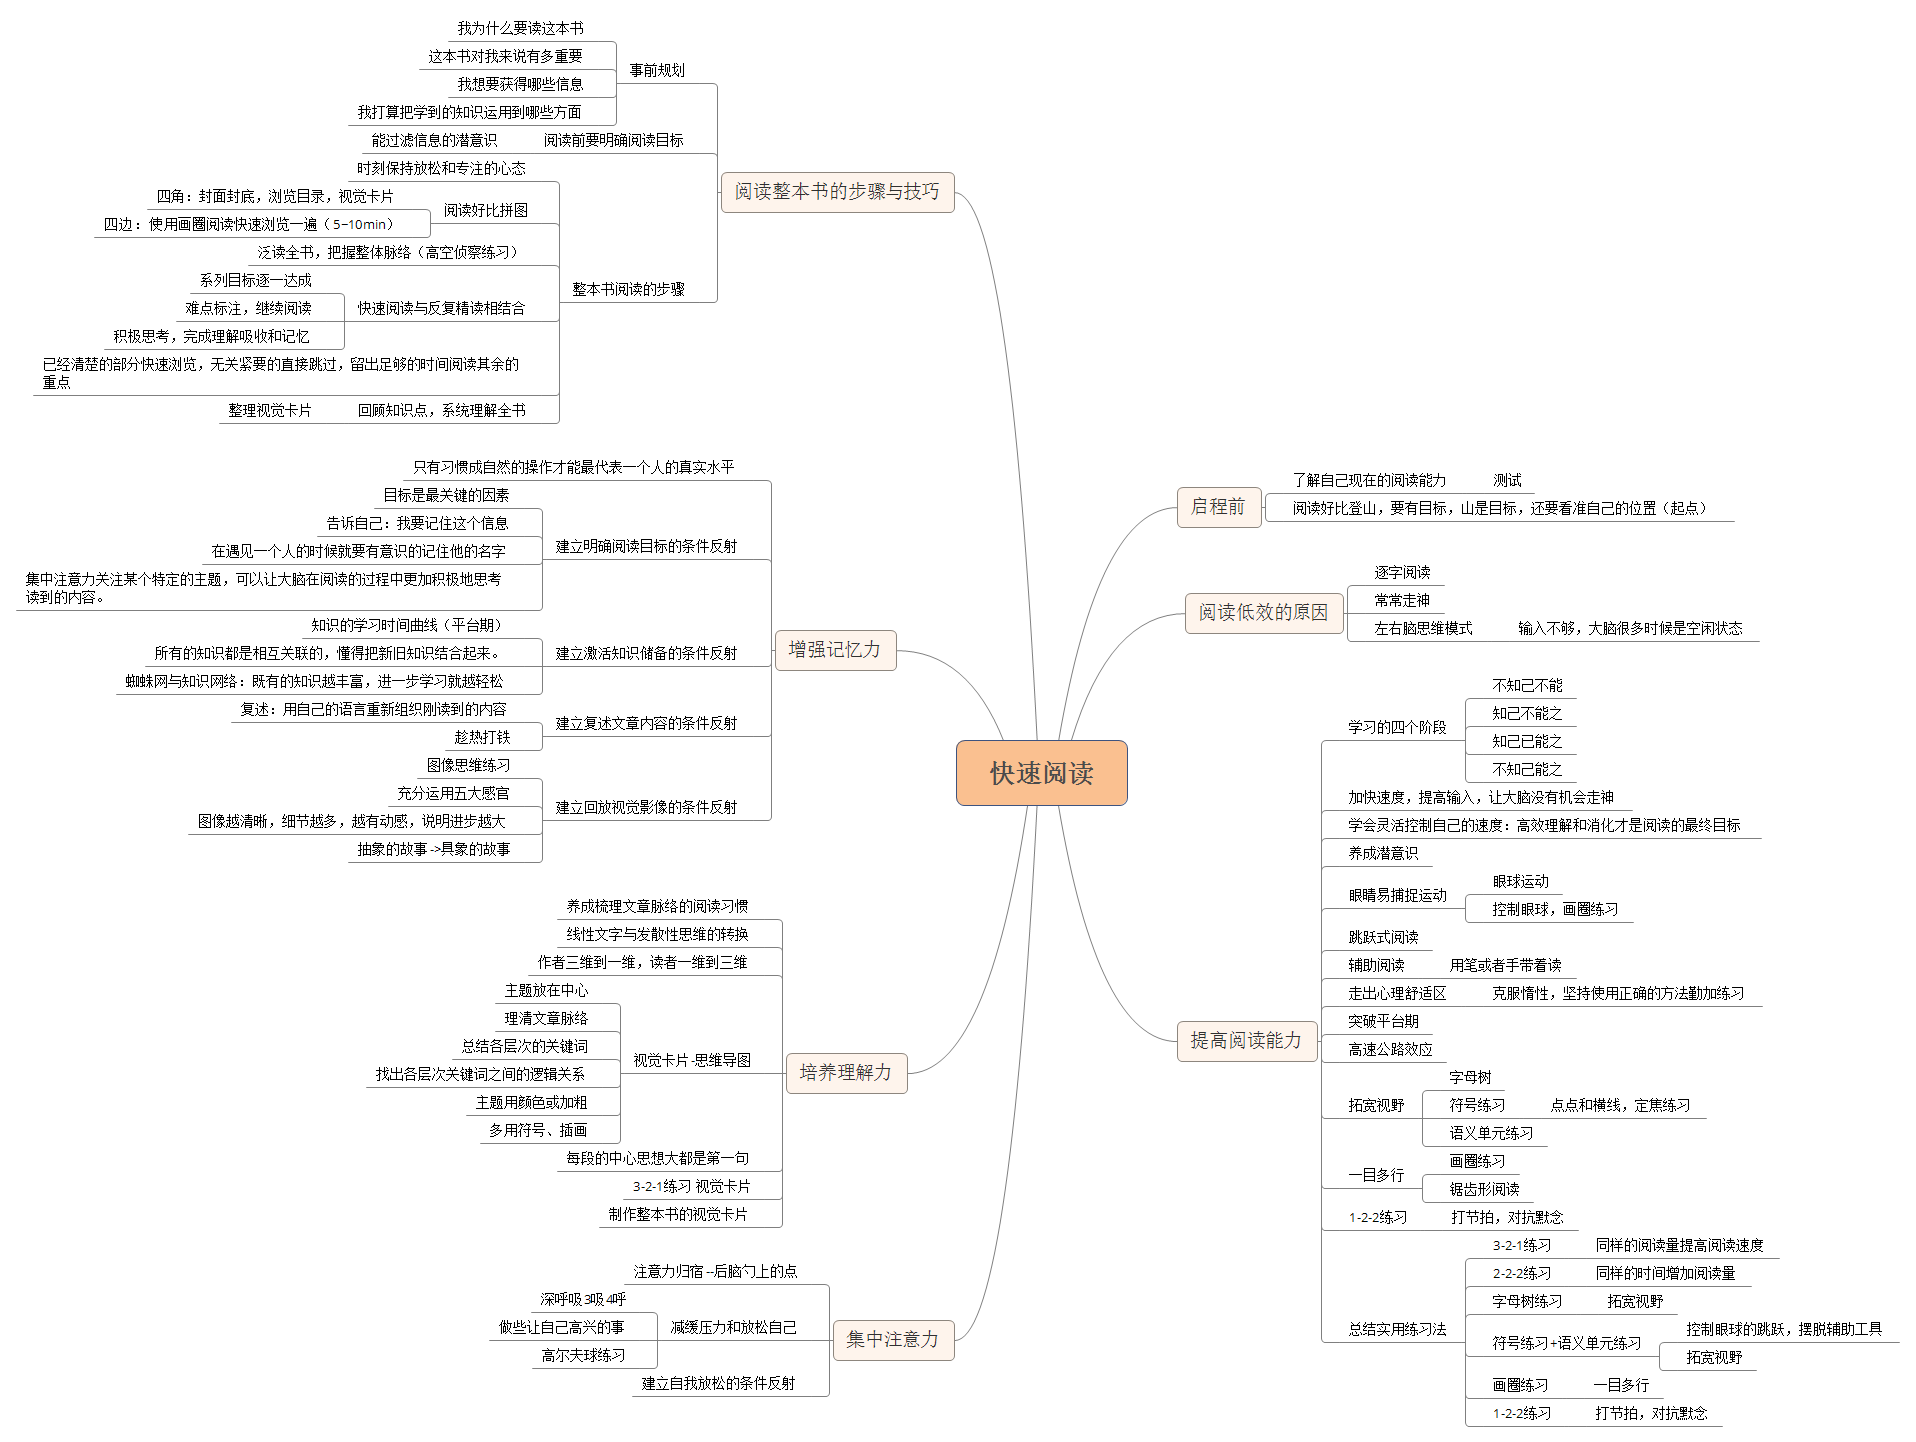 快速阅读
启程前
了解自己现在的阅读能力
测试
阅读好比登山，要有目标，山是目标，还要看准自己的位置（起点）
阅读低效的原因
逐字阅读
常常走神
左右脑思维模式
输入不够，大脑很多时候是空闲状态
提高阅读能力
学习的四个阶段
不知己不能
知己不能之
知己已能之
不知己能之
加快速度，提高输入，让大脑没有机会走神
学会灵活控制自己的速度：高效理解和消化才是阅读的最终目标
养成潜意识
眼睛易捕捉运动
眼球运动
控制眼球，画圈练习
跳跃式阅读
辅助阅读
用笔或者手带着读
走出心理舒适区
克服惰性，坚持使用正确的方法勤加练习
突破平台期
高速公路效应
拓宽视野
字母树
符号练习
点点和横线，定焦练习
语义单元练习
一目多行
画圈练习
锯齿形阅读
1-2-2练习
打节拍，对抗默念
总结实用练习法
3-2-1练习
同样的阅读量提高阅读速度
2-2-2练习
同样的时间增加阅读量
字母树练习
拓宽视野
符号练习+语义单元练习
控制眼球的跳跃，摆脱辅助工具
拓宽视野
画圈练习
一目多行
1-2-2练习
打节拍，对抗默念
阅读整本书的步骤与技巧
事前规划
我为什么要读这本书
这本书对我来说有多重要
我想要获得哪些信息
我打算把学到的知识运用到哪些方面
阅读前要明确阅读目标
能过滤信息的潜意识
整本书阅读的步骤
时刻保持放松和专注的心态
阅读好比拼图
四角：封面封底，浏览目录，视觉卡片
四边：使用画圈阅读快速浏览一遍（5-10min）
泛读全书，把握整体脉络（高空侦察练习）
快速阅读与反复精读相结合
系列目标逐一达成
难点标注，继续阅读
积极思考，完成理解吸收和记忆
已经清楚的部分快速浏览，无关紧要的直接跳过，留出足够的时间阅读其余的
重点
回顾知识点，系统理解全书
整理视觉卡片
增强记忆力
只有习惯成自然的操作才能最代表一个人的真实水平
建立明确阅读目标的条件反射
目标是最关键的因素
告诉自己：我要记住这个信息
在遇见一个人的时候就要有意识的记住他的名字
集中注意力关注某个特定的主题，可以让大脑在阅读的过程中更加积极地思考
读到的内容。
建立激活知识储备的条件反射
知识的学习时间曲线（平台期）
所有的知识都是相互关联的，懂得把新旧知识结合起来。
蜘蛛网与知识网络：既有的知识越丰富，进一步学习就越轻松
建立复述文章内容的条件反射
复述：用自己的语言重新组织刚读到的内容
趁热打铁
建立回放视觉影像的条件反射
图像思维练习
充分运用五大感官
图像越清晰，细节越多，越有动感，说明进步越大
抽象的故事->具象的故事
培养理解力
养成梳理文章脉络的阅读习惯
线性文字与发散性思维的转换
作者三维到一维，读者一维到三维
视觉卡片-思维导图
主题放在中心
理清文章脉络
总结各层次的关键词
找出各层次关键词之间的逻辑关系
主题用颜色或加粗
多用符号、插画
每段的中心思想大都是第一句
3-2-1练习 视觉卡片
制作整本书的视觉卡片
集中注意力
注意力归宿--后脑勺上的点
减缓压力和放松自己
深呼吸3吸4呼
做些让自己高兴的事
高尔夫球练习
建立自我放松的条件反射